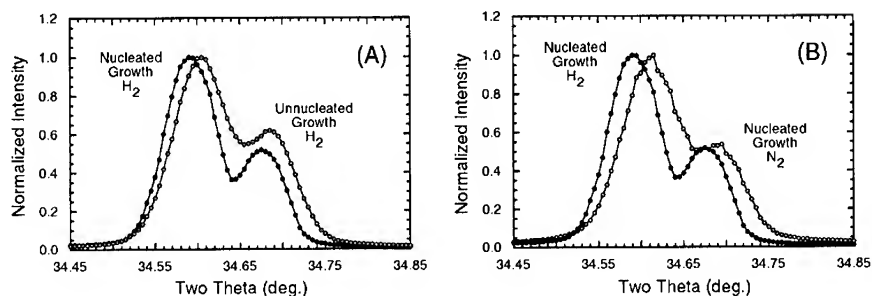 (A)
1.2
1.0
0.8
0.6
0.4
0.2
0.0
Normalized Intensity
Nucleated
Growth
H2
Unnucleated
Growth
H2
34.45 34.55 34.65 34.75 34.85
Two Theta (deg.)
(B)
1.2
1.0
0.8
0.6
0.4
0.2
0.0
Normalized Intensity
Nucleated
Growth
H2
Nucleated
Growth
N2
34.45 34.55 34.65 34.75 34.85
Two Theta (deg.)